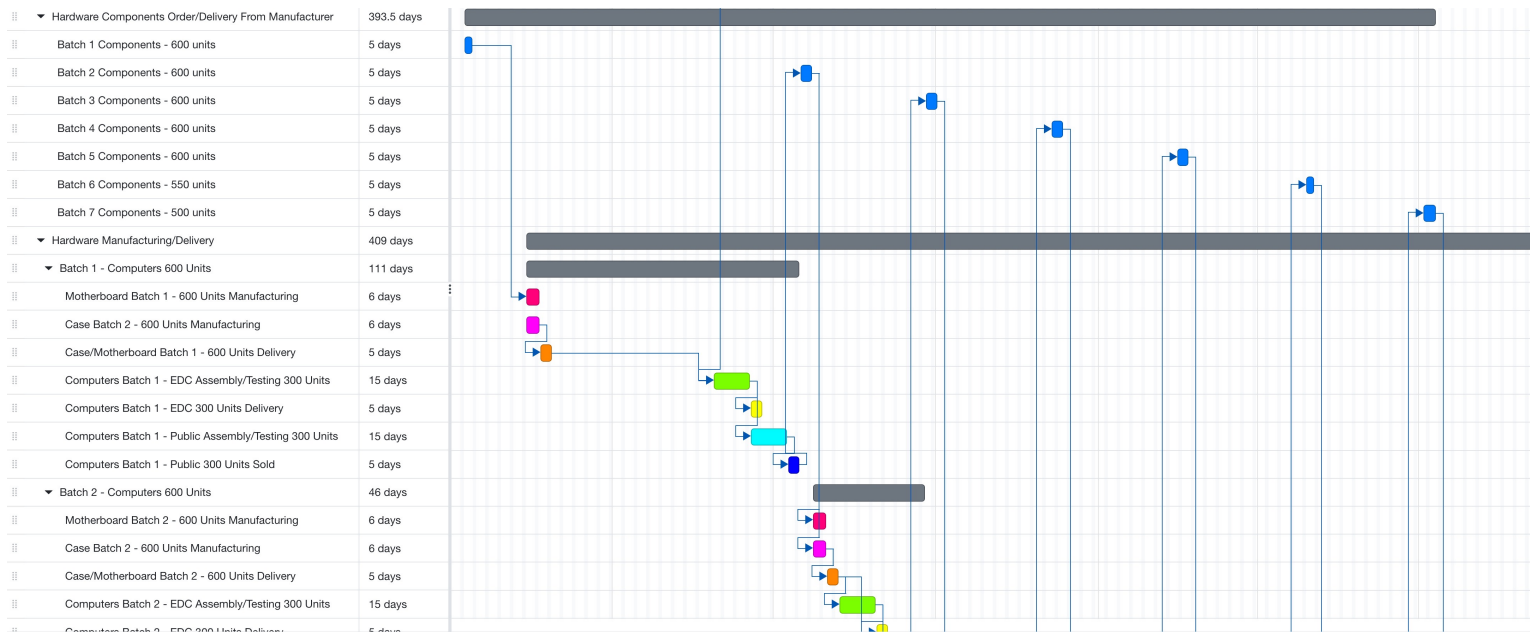 Hardware Components Order/Delivery From Manufacturer 393.5 days
Batch 1 Components - 600 units 5 days
Batch 2 Components - 600 units 5 days
Batch 3 Components - 600 units 5 days
Batch 4 Components - 600 units 5 days
Batch 5 Components - 600 units 5 days
Batch 6 Components - 550 units 5 days
Batch 7 Components - 500 units 5 days
Hardware Manufacturing/Delivery 409 days
Batch 1 - Computers 600 Units 111 days
Motherboard Batch 1 - 600 Units Manufacturing 6 days
Case Batch 2 - 600 Units Manufacturing 6 days
Case/Motherboard Batch 1 - 600 Units Delivery 5 days
Computers Batch 1 - EDC Assembly/Testing 300 Units 15 days
Computers Batch 1 - EDC 300 Units Delivery 5 days
Computers Batch 1 - Public Assembly/Testing 300 Units 15 days
Computers Batch 1 - Public 300 Units Sold 5 days
Batch 2 - Computers 600 Units 46 days
Motherboard Batch 2 - 600 Units Manufacturing 6 days
Case Batch 2 - 600 Units Manufacturing 6 days
Case/Motherboard Batch 2 - 600 Units Delivery 5 days
Computers Batch 2 - EDC Assembly/Testing 300 Units 15 days
Computers Batch 2 - EDC 300 Units Delivery 5 days